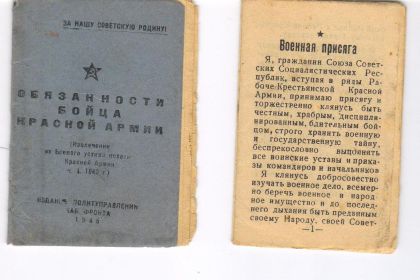 ЗА НАШУ СОВЕТСКУЮ РОДИНУ!
ОБЯЗАННОСТИ
БОЙЦА
КРАСНОЙ АРМИИ
(Извлечение
из Боевого устава пехоты
Красной Армии
ч. 1, 1942 г.)
ИЗДАНИЕ ПОЛИТУПРАВЛЕНИЯ
ФРОНТА
Военная присяга
Я, гражданин Союза Совет-
ских Социалистических Рес-
публик, вступая в ряды Ра-
боче-Крестьянской Красной
Армии, принимаю присягу и
торжественно клянусь быть
честным, храбрым, дисципли-
нированным, бдительным бой-
цом, строго хранить военную
и государственную тайну,
беспрекословно выполнять
все воинские уставы и прика-
зы командиров и начальников
Я клянусь добросовестно
изучать военное дело, всемер-
но беречь военное и народ-
ное имущество и до послед-
него дыхания быть преданным
своему Народу, своей Совет-
—1—